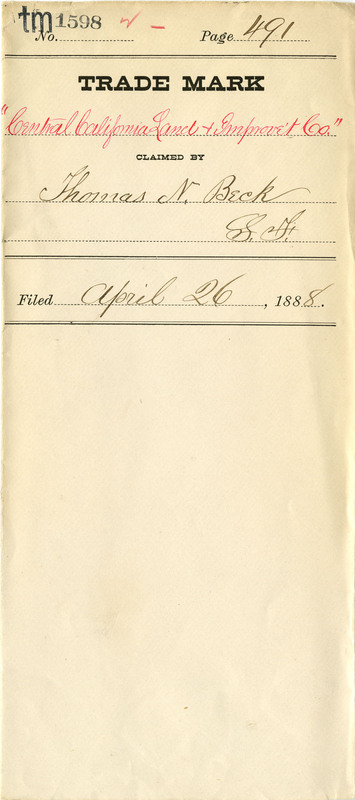 tm 1598
No. Page 491
TRADE MARK
"Central California Land & Improve't Co."
CLAIMED BY
Thomas N. Beck
S. F.
Filed April 26, 1888.